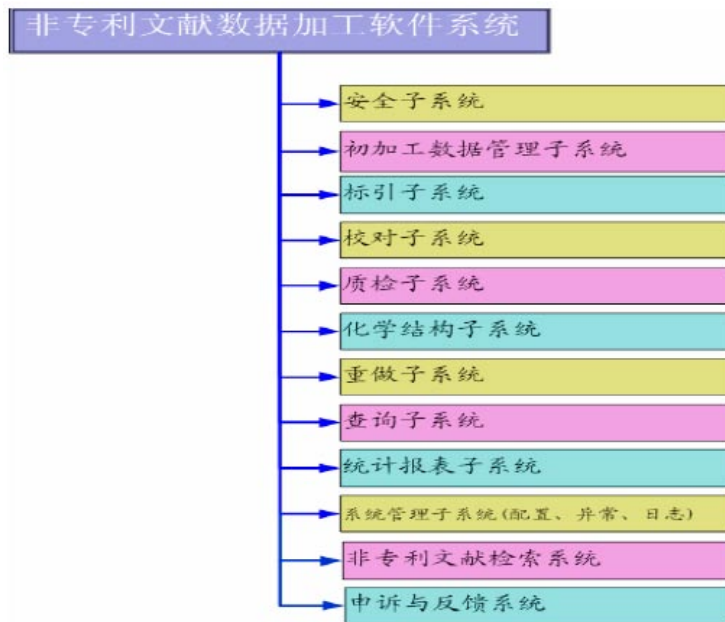 非专利文献数据加工软件系统
安全子系统
初加工数据管理子系统
标引子系统
校对子系统
质检子系统
化学结构子系统
重做子系统
查询子系统
统计报表子系统
系统管理子系统(配置、异常、日志)
非专利文献检索系统
申诉与反馈系统